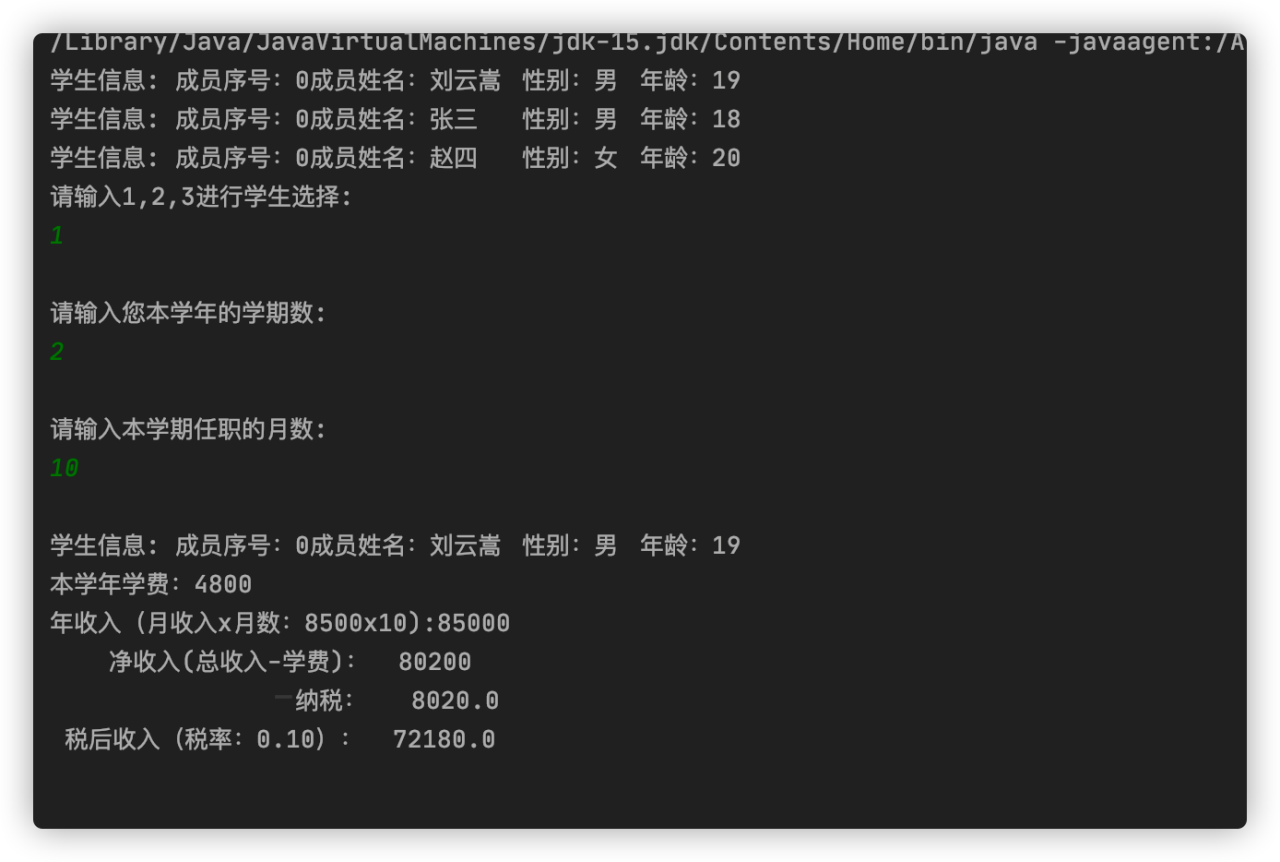 /Library/Java/JavaVirtualMachines/jdk-15.jdk/Contents/Home/bin/java -javaagent:/A
学生信息: 成员序号: 0成员姓名: 刘云嵩 性别: 男 年龄: 19
学生信息: 成员序号: 0成员姓名: 张三 性别: 男 年龄: 18
学生信息: 成员序号: 0成员姓名: 赵四 性别: 女 年龄: 20
请输入1,2,3进行学生选择:
1
请输入您本学年的学期数:
2
请输入本学期任职的月数:
10
学生信息: 成员序号: 0成员姓名: 刘云嵩 性别: 男 年龄: 19
本学年学费: 4800
年收入（月收入x月数: 8500x10):85000
净收入(总收入-学费): 80200
一纳税: 8020.0
税后收入（税率: 0.10）: 72180.0